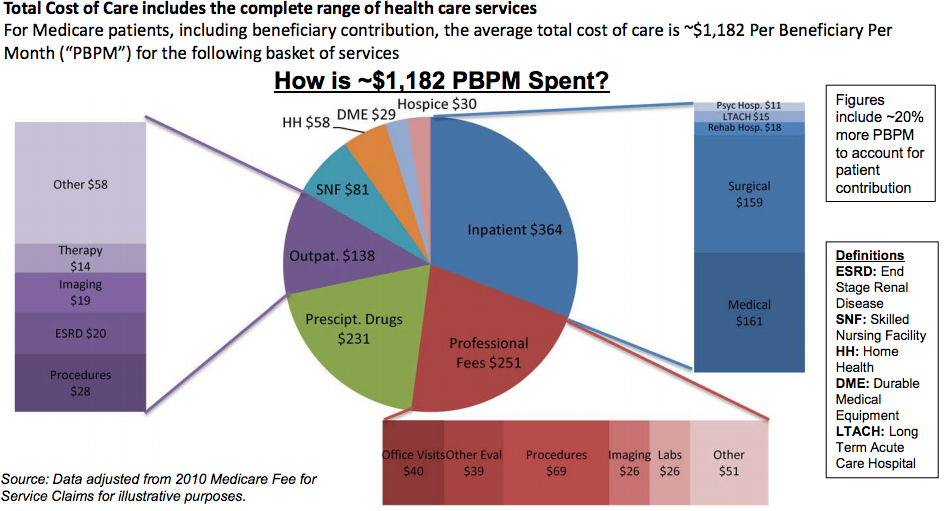 Total Cost of Care includes the complete range of health care services
For Medicare patients, including beneficiary contribution, the average total cost of care is ~$1,182 Per Beneficiary Per
Month ("PBPM") for the following basket of services
How is ~$1,182 PBPM Spent?
Hospice $30
DME $29
HH $58
SNF $81
Outpat. $138
Prescipt. Drugs
$231
Professional
Fees $251
Inpatient $364
Other $58
Therapy
$14
Imaging
$19
ESRD $20
Procedures
$28
Psyc Hosp. $11
LTACH $15
Rehab Hosp. $18
Surgical
$159
Medical
$161
Office Visits
$40
Other Eval
$39
Procedures
$69
Imaging
$26
Labs
$26
Other
$51
Figures
include ~20%
more PBPM
to account for
patient
contribution
Definitions
ESRD: End
Stage Renal
Disease
SNF: Skilled
Nursing Facility
HH: Home
Health
DME: Durable
Medical
Equipment
LTACH: Long
Term Acute
Care Hospital
Source: Data adjusted from 2010 Medicare Fee for
Service Claims for illustrative purposes.